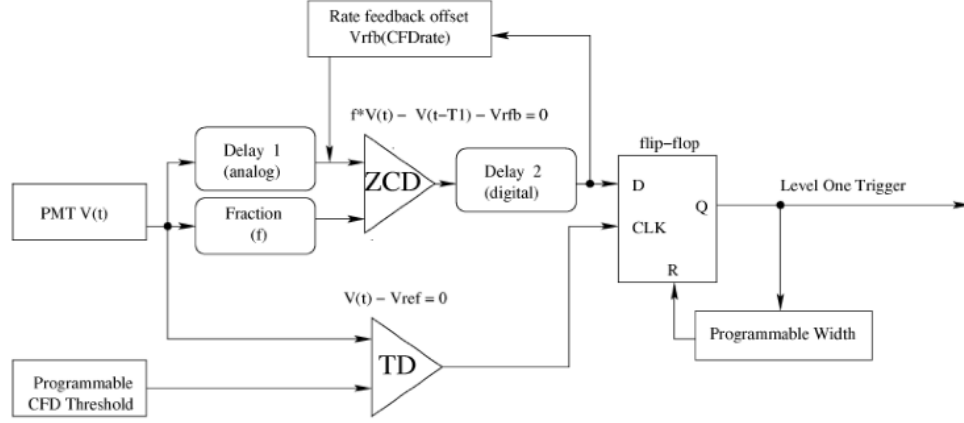 Rate feedback offset
Vrfb(CFDrate)
f*V(t) − V(t−T1) − Vrfb = 0
flip−flop
Delay 1
(analog)
ZCD
Delay 2
(digital)
D
Level One Trigger
PMT V(t)
Fraction
(f)
Q
CLK
R
V(t) − Vref = 0
Programmable Width
TD
Programmable
CFD Threshold